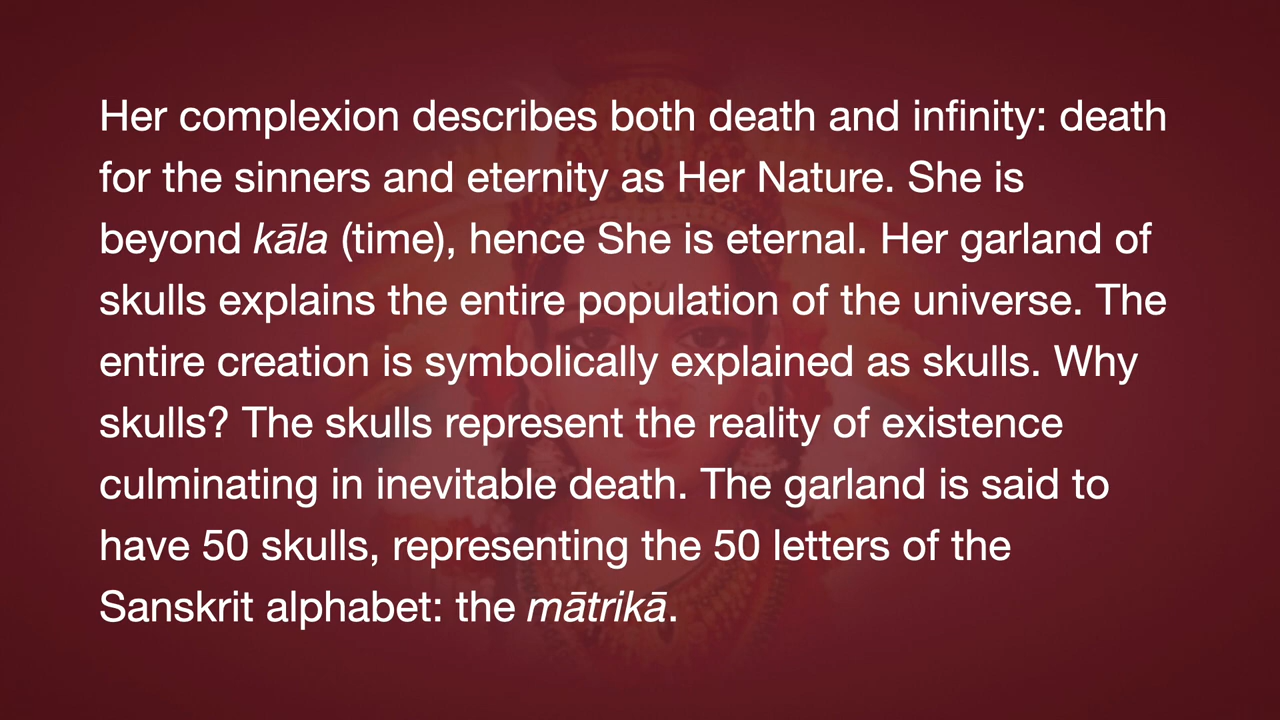 Her complexion describes both death and infinity: death
for the sinners and eternity as Her Nature. She is
beyond kāla (time), hence She is eternal. Her garland of
skulls explains the entire population of the universe. The
entire creation is symbolically explained as skulls. Why
skulls? The skulls represent the reality of existence
culminating in inevitable death. The garland is said to
have 50 skulls, representing the 50 letters of the
Sanskrit alphabet: the mātrikā.